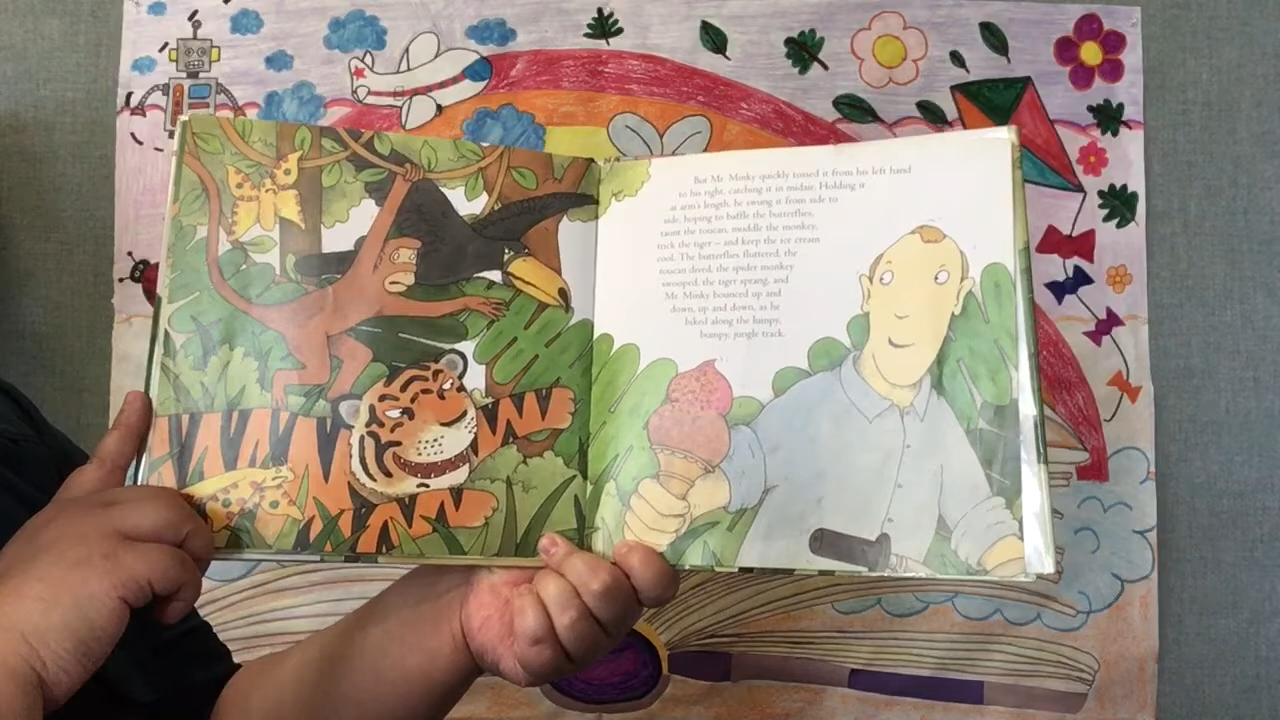 But Mr. Minky quickly tossed it from his left hand
to his right, catching it in midair. Holding it
at arm's length, he swung it from side to
side, hoping to baffle the butterflies,
taunt the toucan, muddle the monkey,
trick the tiger – and keep the ice cream
cool. The butterflies fluttered, the
toucan dived, the spider monkey
swooped, the tiger sprang, and
Mr. Minky bounced up and
down, up and down, as he
biked along the lumpy,
bumpy, jungle track.